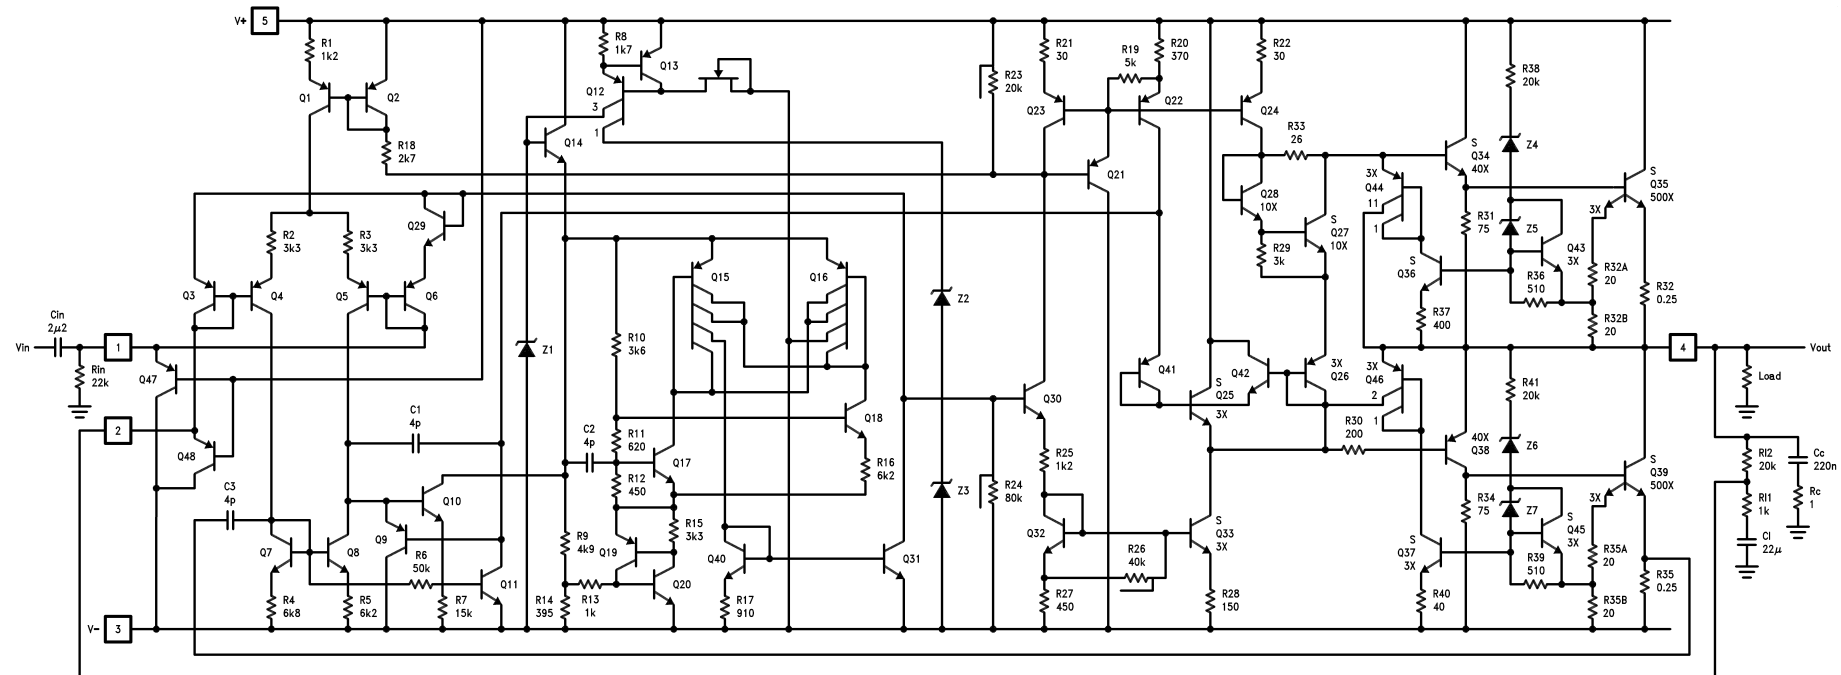 V+ 5
R1
1k2
Q1
Q2
R18
2k7
R8
1k7
Q13
Q12
3
1
Q14
R23
20k
R21
30
Q23
R19
5k
R20
370
Q22
R22
30
Q24
Q21
R33
26
Q28
10X
S
Q27
10X
R29
3k
3X
Q44
11
1
S
Q34
40X
R31
75
R38
20k
Z4
Z5
S
Q35
500X
3X
Q43
3X
R36
510
R32A
20
R32B
20
R32
0.25
S
Q36
R37
400
Q29
R2
3k3
R3
3k3
Q3
Q4
Q5
Q6
Cin
2μ2
Vin
1
Rin
22k
Q47
2
Q48
C1
4p
C3
4p
Q10
Q9
Q7
Q8
R6
50k
Q11
R4
6k8
R5
6k2
R7
15k
V- 3
Z1
Q15
Q16
R10
3k6
R11
620
C2
4p
Q17
Q18
R12
450
R16
6k2
R15
3k3
R9
4k9
Q19
Q20
R14
395
R13
1k
Q40
R17
910
Q31
Z2
Z3
R24
80k
Q30
R25
1k2
Q32
R26
40k
R27
450
Q41
S
Q25
3X
Q42
3X
Q26
3X
Q46
2
1
R30
200
S
Q33
3X
R28
150
40X
Q38
R34
75
R41
20k
Z6
Z7
S
Q39
500X
3X
S
Q45
3X
S
Q37
3X
R39
510
R40
40
R35A
20
R35B
20
R35
0.25
4
Vout
Load
Rl2
20k
Rl1
1k
Cl
22μ
Cc
220n
Rc
1